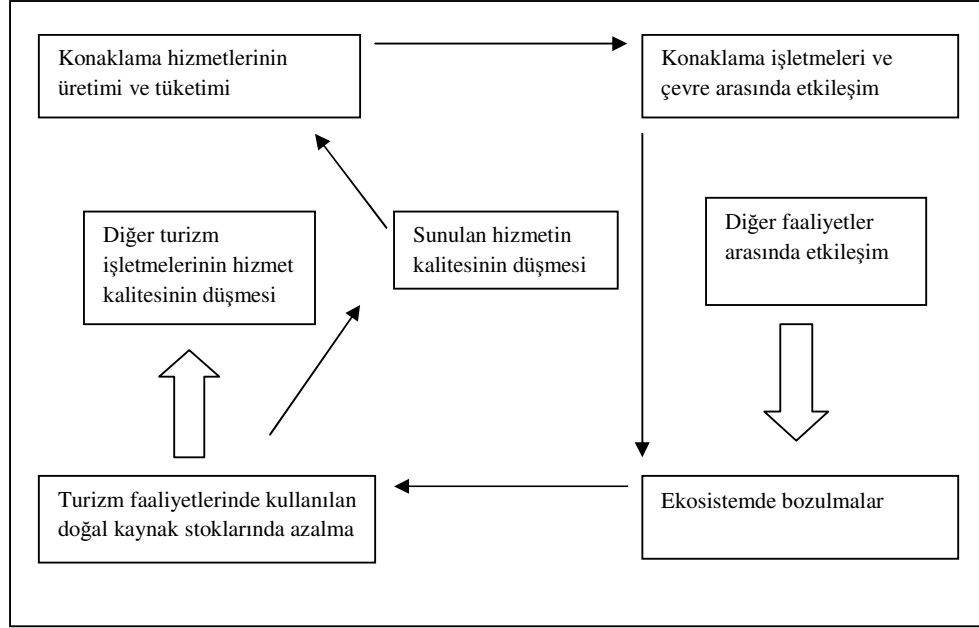 Konaklama hizmetlerinin
üretimi ve tüketimi
Konaklama işletmeleri ve
çevre arasında etkileşim
Diğer turizm
işletmelerinin hizmet
kalitesinin düşmesi
Sunulan hizmetin
kalitesinin düşmesi
Diğer faaliyetler
arasında etkileşim
Turizm faaliyetlerinde kullanılan
doğal kaynak stoklarında azalma
Ekosistemde bozulmalar